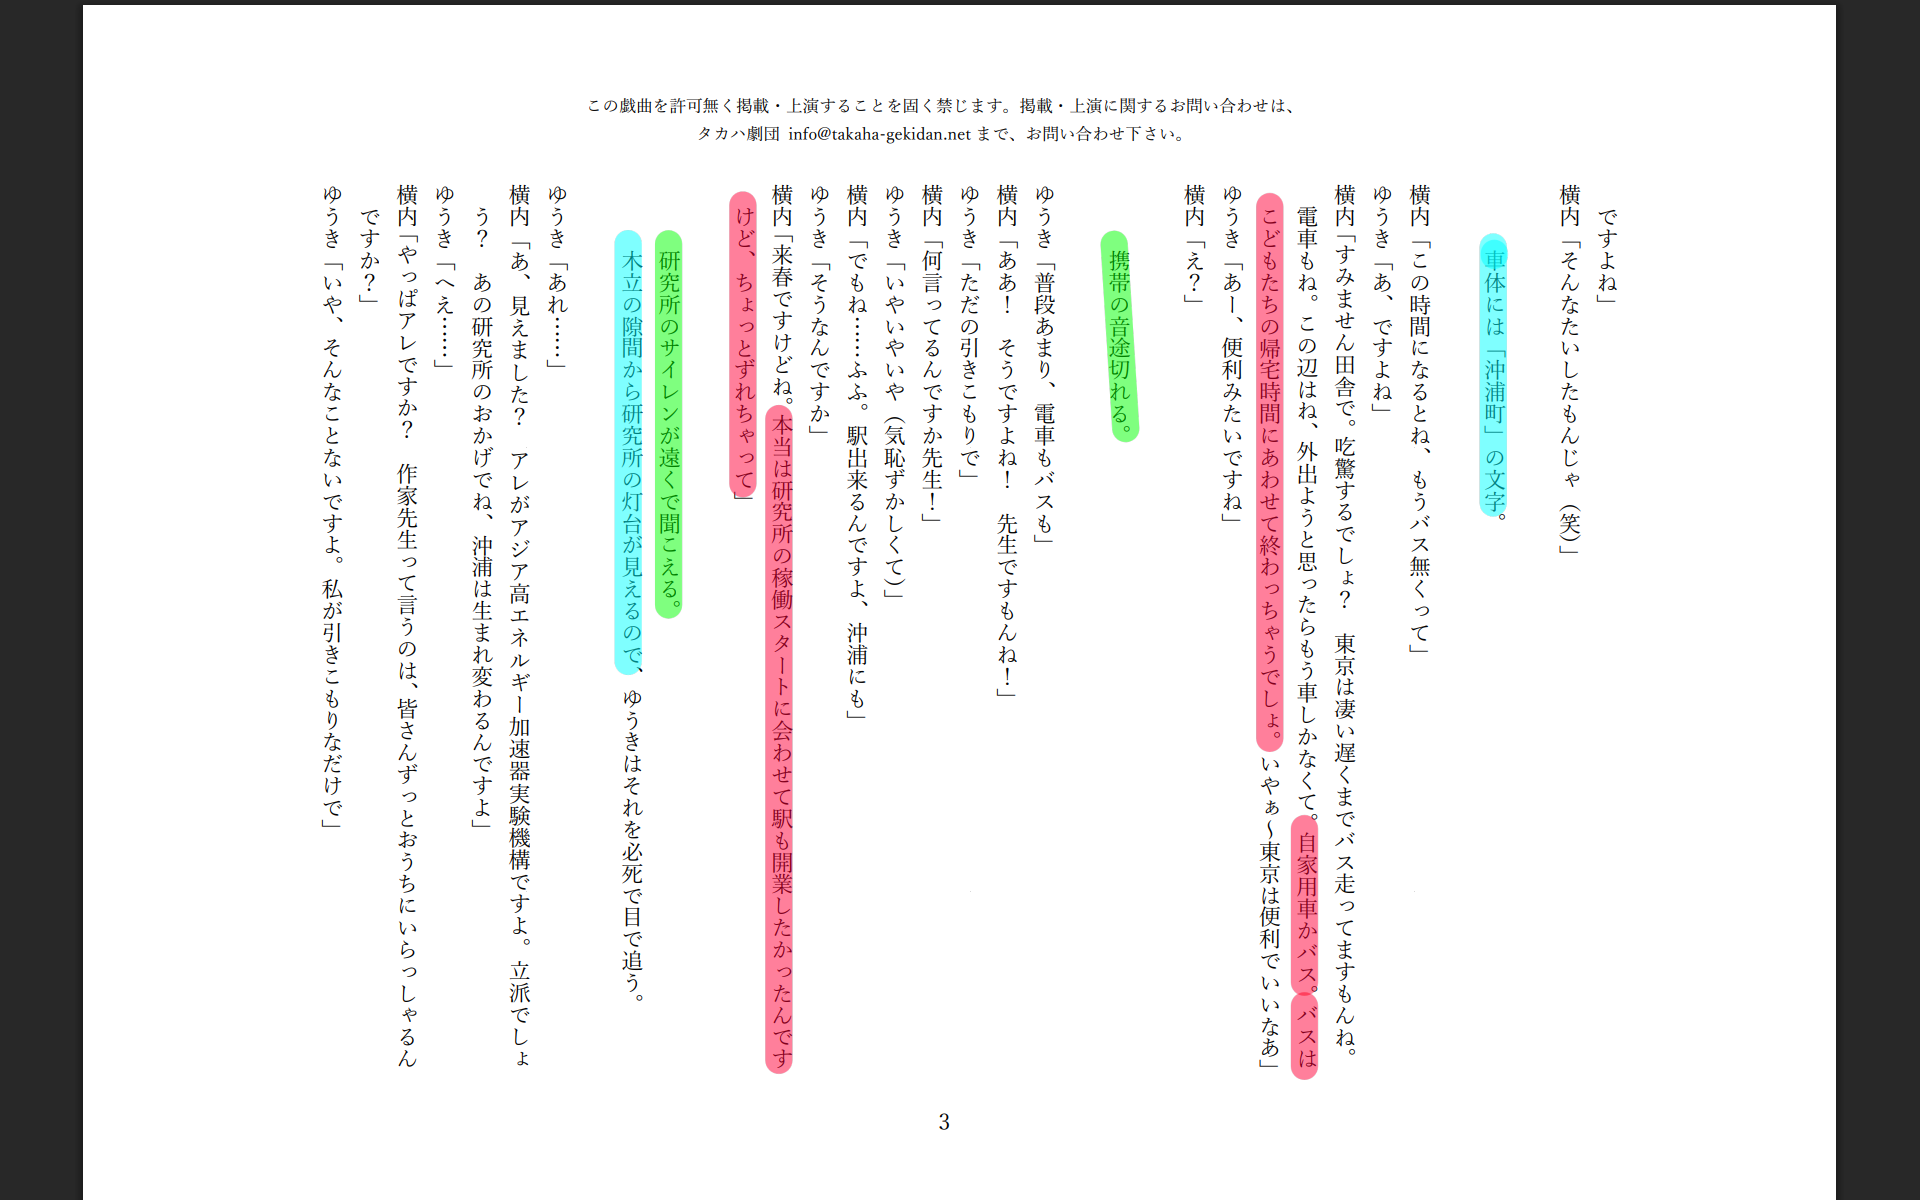 この戯曲を許可無く掲載・上演することを固く禁じます。掲載・上演に関するお問い合わせは、
タカハ劇団 info@takaha-gekidan.net まで、お問い合わせ下さい。
ですよね」
横内「そんなたいしたもんじゃ（笑）」
車体には「沖浦町」の文字。
横内「この時間になるとね、もうバス無くって」
ゆうき「あ、ですよね」
横内「すみません田舎で。吃驚するでしょ？　東京は凄い遅くまでバス走ってますもんね。
電車もね。この辺はね、外出ようと思ったらもう車しかなくて。自家用車かバス。バスは
こどもたちの帰宅時間にあわせて終わっちゃうでしょ。いやぁ～東京は便利でいいなあ」
ゆうき「あー、便利みたいですね」
横内「え？」
携帯の音途切れる。
ゆうき「普段あまり、電車もバスも」
横内「ああ！　そうですよね！　先生ですもんね！」
ゆうき「ただの引きこもりで」
横内「何言ってるんですか先生！」
ゆうき「いやいやいや（気恥ずかしくて）」
横内「でもね……ふふ。駅出来るんですよ、沖浦にも」
ゆうき「そうなんですか」
横内「来春ですけどね。本当は研究所の稼働スタートに会わせて駅も開業したかったんです
けど、ちょっとずれちゃって」
研究所のサイレンが遠くで聞こえる。
木立の隙間から研究所の灯台が見えるので、ゆうきはそれを必死で目で追う。
ゆうき「あれ……」
横内「あ、見えました？　アレがアジア高エネルギー加速器実験機構ですよ。立派でしょ
う？　あの研究所のおかげでね、沖浦は生まれ変わるんですよ」
ゆうき「へえ……」
横内「やっぱアレですか？　作家先生って言うのは、皆さんずっとおうちにいらっしゃるん
ですか？」
ゆうき「いや、そんなことないですよ。私が引きこもりなだけで」
3